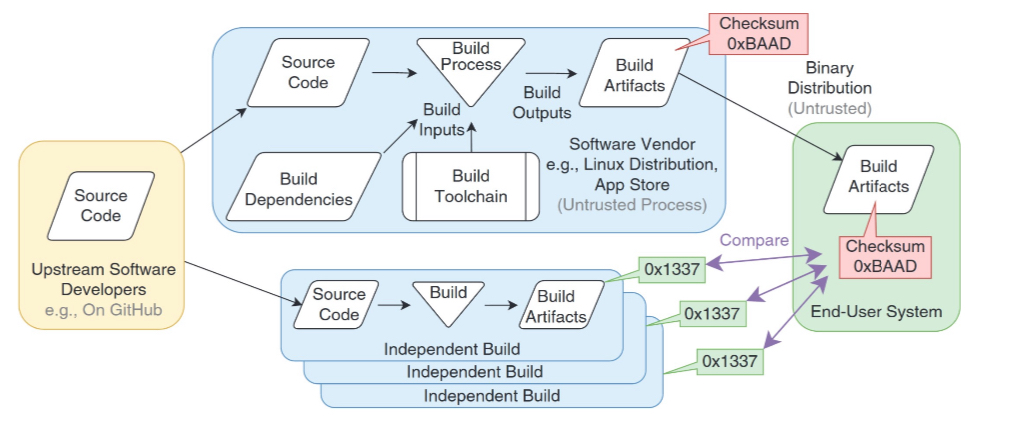 Checksum
0xBAAD
Source
Code
Build
Process
Build
Artifacts
Build
Outputs
Build
Inputs
Binary
Distribution
(Untrusted)
Build
Dependencies
Build
Toolchain
Software Vendor
e.g., Linux Distribution,
App Store
(Untrusted Process)
Source
Code
Upstream Software
Developers
e.g., On GitHub
Build
Artifacts
Checksum
0xBAAD
End-User System
Compare
Source
Code
Build
Build
Artifacts
Independent Build
0x1337
Independent Build
0x1337
Independent Build
0x1337